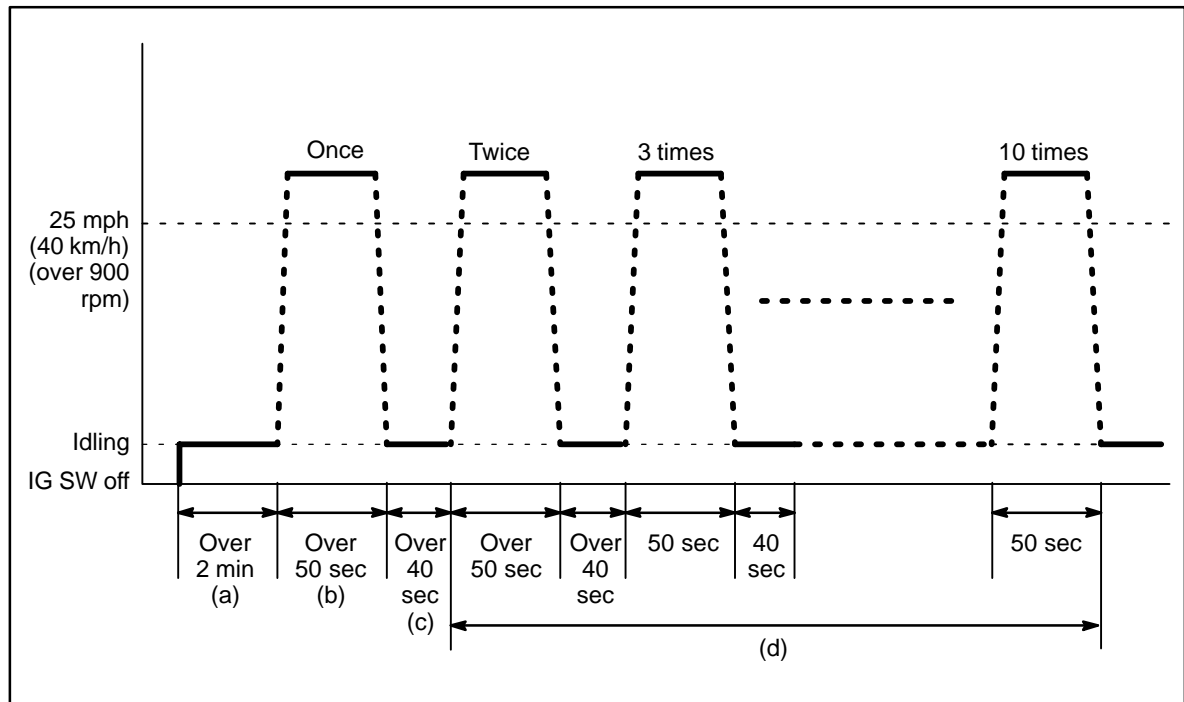 Once
Twice
3 times
10 times
25 mph
(40 km/h)
(over 900
rpm)
Idling
IG SW off
Over
2 min
(a)
Over
50 sec
(b)
Over
40
sec
(c)
Over
50 sec
Over
40
sec
50 sec
40
sec
50 sec
(d)